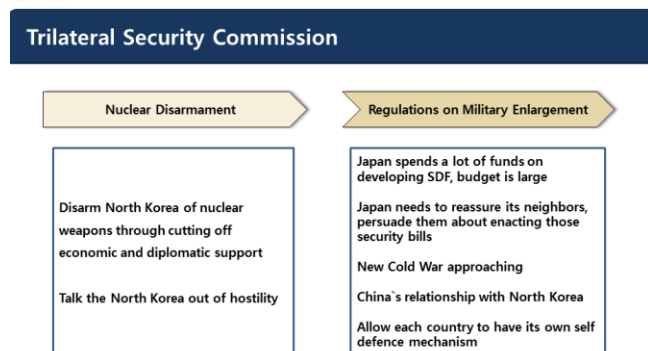 Trilateral Security Commission
Nuclear Disarmament
Regulations on Military Enlargement
Disarm North Korea of nuclear
weapons through cutting off
economic and diplomatic support
Talk the North Korea out of hostility
Japan spends a lot of funds on
developing SDF, budget is large
Japan needs to reassure its neighbors,
persuade them about enacting those
security bills
New Cold War approaching
China`s relationship with North Korea
Allow each country to have its own self
defence mechanism